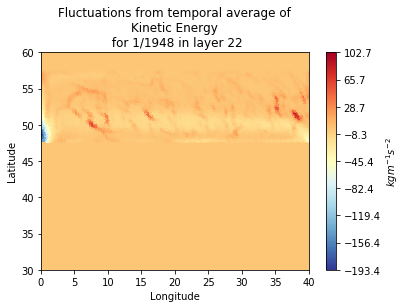 Fluctuations from temporal average of
Kinetic Energy
for 1/1948 in layer 22
60
55
50
45
40
35
30
Latitude
0 5 10 15 20 25 30 35 40
Longitude
102.7
65.7
28.7
−8.3
−45.4
−82.4
−119.4
−156.4
−193.4
kgm⁻¹s⁻²